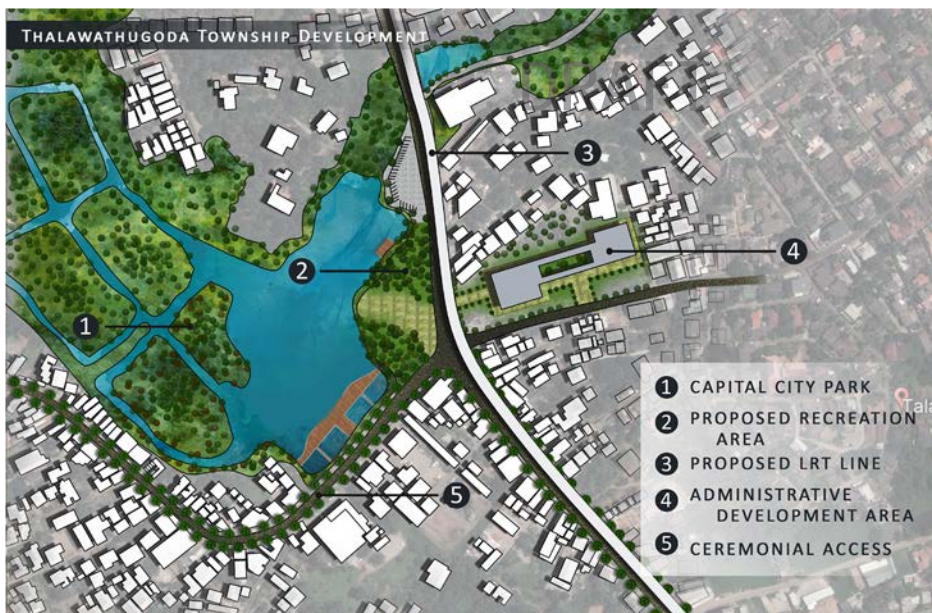 THALAWATHUGODA TOWNSHIP DEVELOPMENT
3
4
2
1
5
1 CAPITAL CITY PARK
2 PROPOSED RECREATION
AREA
3 PROPOSED LRT LINE
4 ADMINISTRATIVE
DEVELOPMENT AREA
5 CEREMONIAL ACCESS
Tala